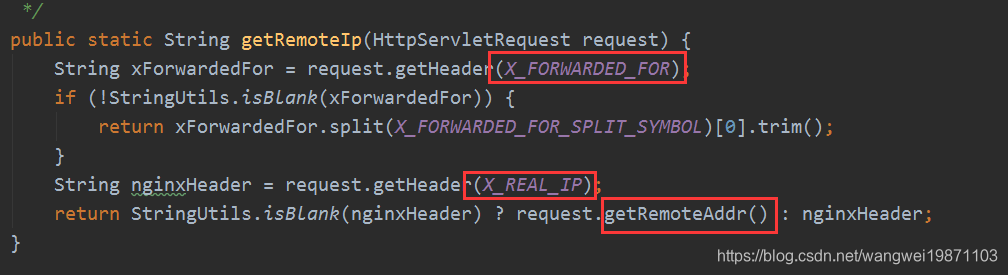 */
public static String getRemoteIp(HttpServletRequest request) {
String xForwardedFor = request.getHeader(X_FORWARDED_FOR);
if (!StringUtils.isBlank(xForwardedFor)) {
return xForwardedFor.split(X_FORWARDED_FOR_SPLIT_SYMBOL)[0].trim();
}
String nginxHeader = request.getHeader(X_REAL_IP);
return StringUtils.isBlank(nginxHeader) ? request.getRemoteAddr() : nginxHeader;
}
https://blog.csdn.net/wangwei19871103